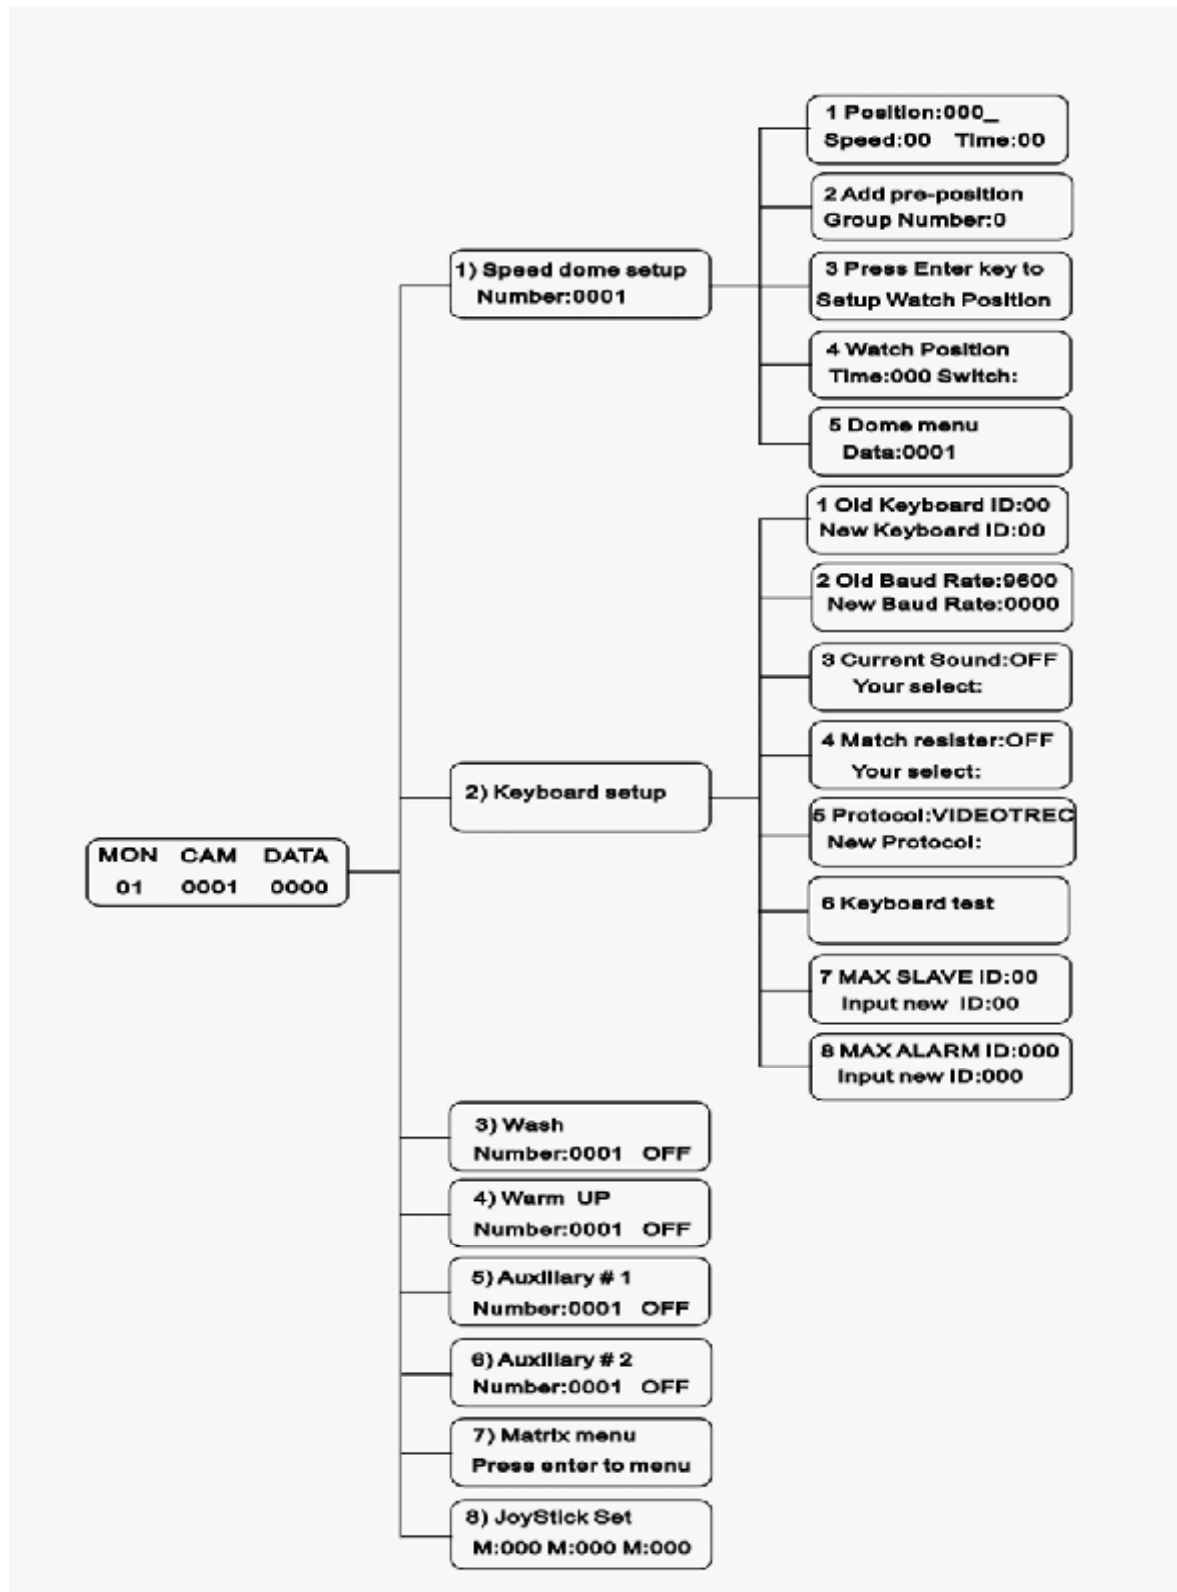 MON CAM DATA
01 0001 0000
1) Speed dome setup
Number:0001
1 Position:000_
Speed:00 Time:00
2 Add pre-position
Group Number:0
3 Press Enter key to
Setup Watch Position
4 Watch Position
Time:000 Switch:
5 Dome menu
Data:0001
2) Keyboard setup
1 Old Keyboard ID:00
New Keyboard ID:00
2 Old Baud Rate:9600
New Baud Rate:0000
3 Current Sound:OFF
Your select:
4 Match resister:OFF
Your select:
5 Protocol:VIDEOTREC
New Protocol:
6 Keyboard test
7 MAX SLAVE ID:00
Input new ID:00
8 MAX ALARM ID:000
Input new ID:000
3) Wash
Number:0001 OFF
4) Warm UP
Number:0001 OFF
5) Auxiliary # 1
Number:0001 OFF
6) Auxiliary # 2
Number:0001 OFF
7) Matrix menu
Press enter to menu
8) JoyStick Set
M:000 M:000 M:000